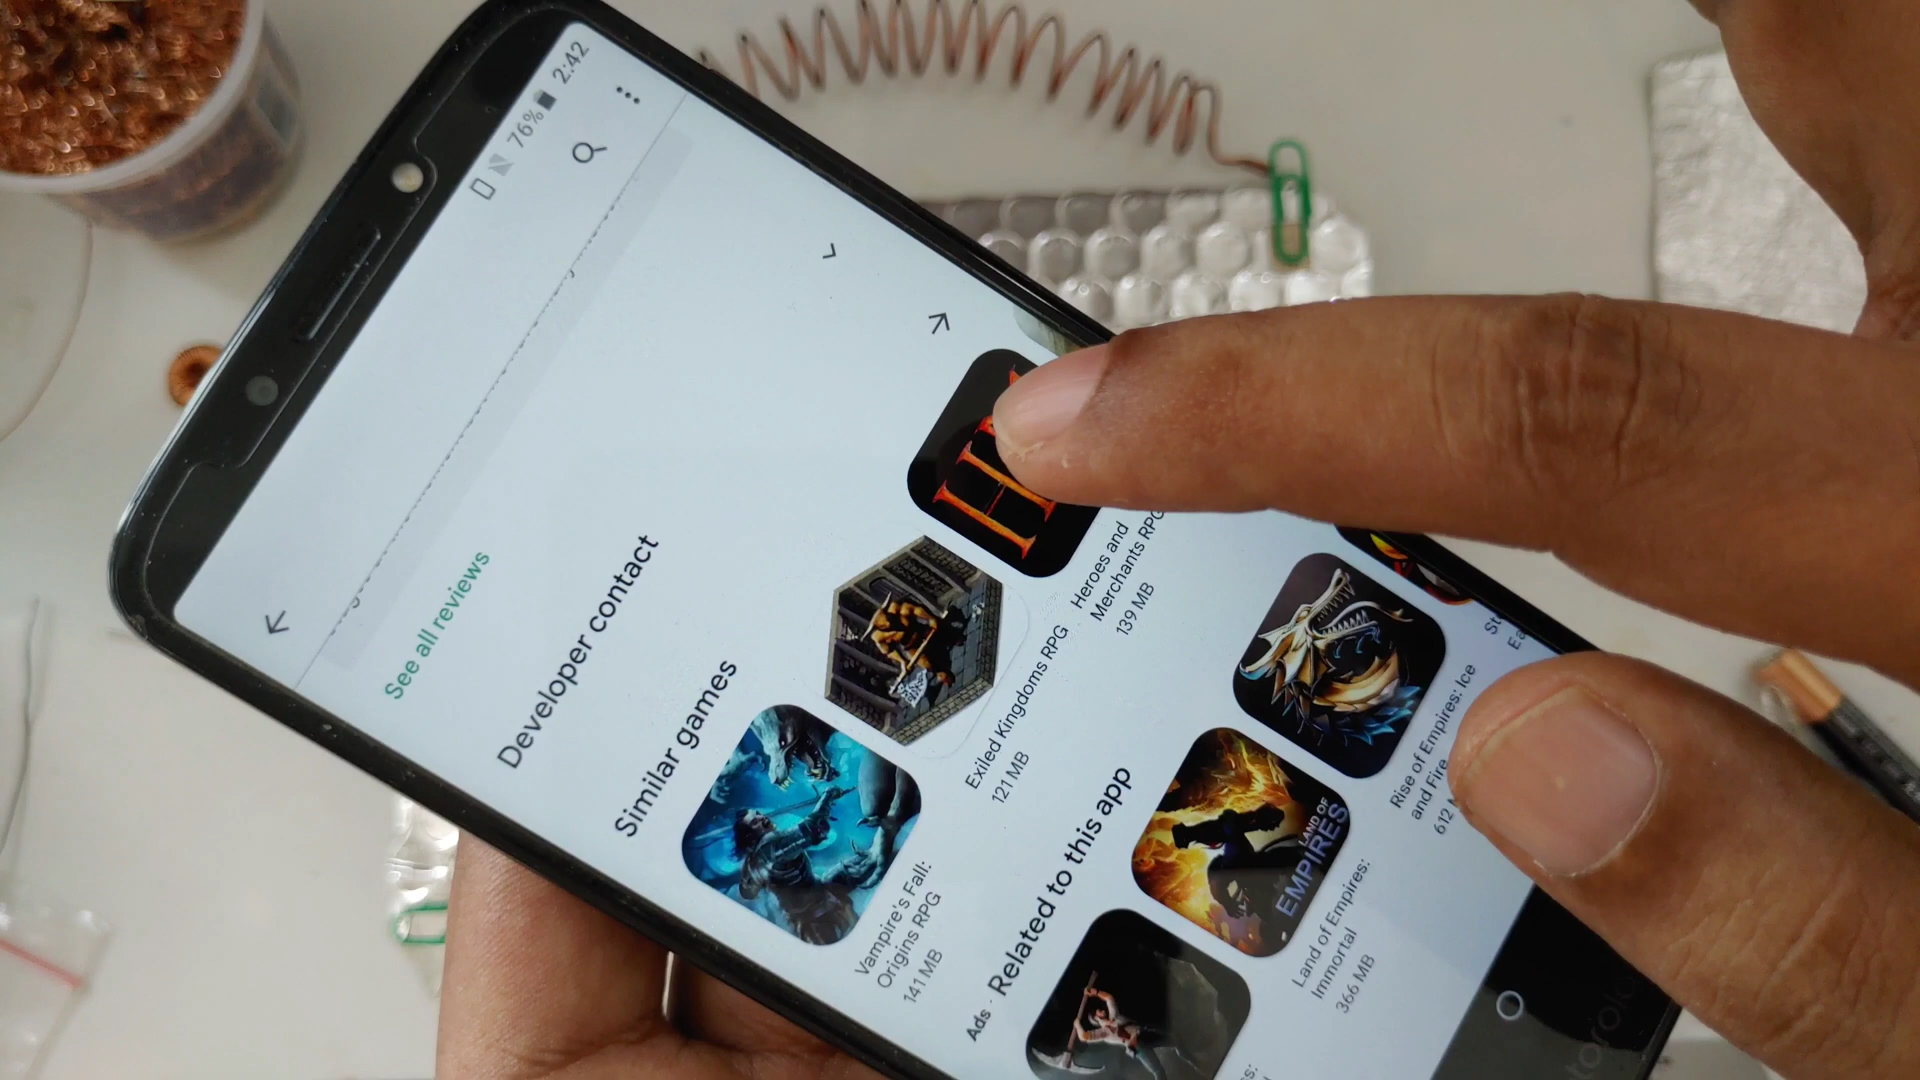 76% 2:42
See all reviews
Developer contact
Similar games
Vampire's Fall:
Origins RPG
141 MB
Exiled Kingdoms RPG
121 MB
Heroes and
Merchants RPG
139 MB
Ads · Related to this app
LAND OF
EMPIRES
Land of Empires:
Immortal
366 MB
Rise of Empires: Ice
and Fire
612